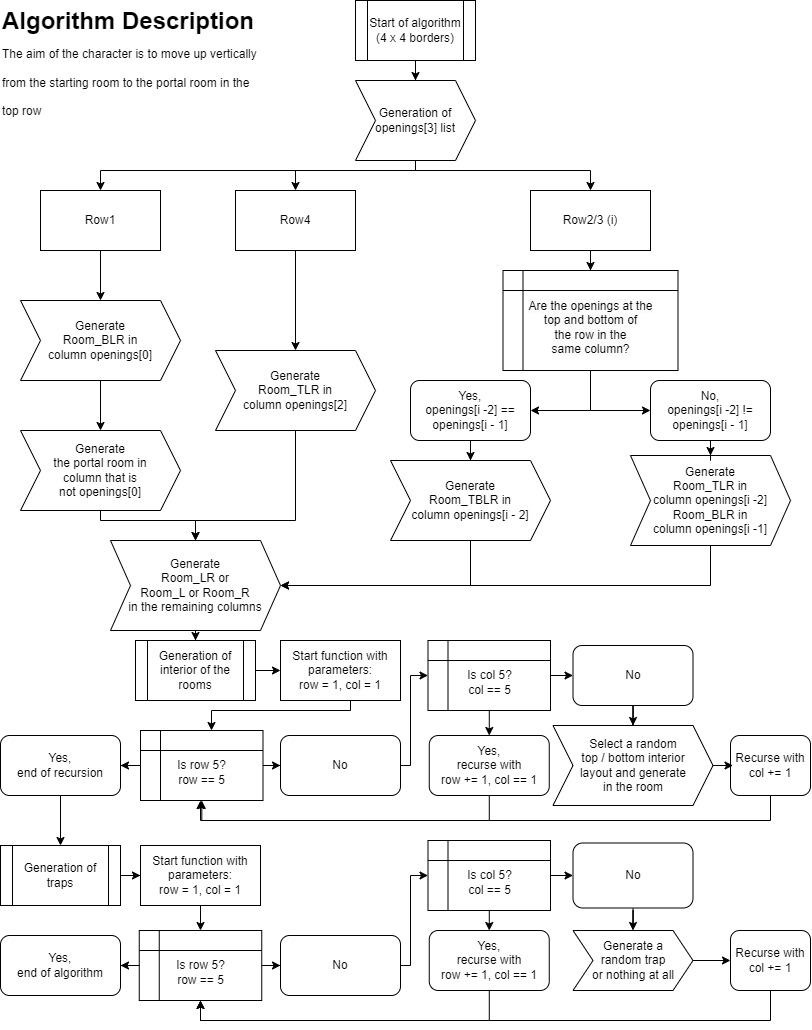 Algorithm Description
The aim of the character is to move up vertically
from the starting room to the portal room in the
top row
Start of algorithm
(4 x 4 borders)
Generation of
openings[3] list
Row1
Row4
Row2/3 (i)
Are the openings at the
top and bottom of
the row in the
same column?
Generate
Room_BLR in
column openings[0]
Generate
Room_TLR in
column openings[2]
Yes,
openings[i -2] ==
openings[i - 1]
No,
openings[i -2] !=
openings[i - 1]
Generate
the portal room in
column that is
not openings[0]
Generate
Room_TBLR in
column openings[i - 2]
Generate
Room_TLR in
column openings[i -2]
Room_BLR in
column openings[i -1]
Generate
Room_LR or
Room_L or Room_R
in the remaining columns
Generation of
interior of the
rooms
Start function with
parameters:
row = 1, col = 1
Is col 5?
col == 5
No
Yes,
end of recursion
Is row 5?
row == 5
No
Yes,
recurse with
row += 1, col == 1
Select a random
top / bottom interior
layout and generate
in the room
Recurse with
col += 1
Generation of
traps
Start function with
parameters:
row = 1, col = 1
Is col 5?
col == 5
No
Yes,
end of algorithm
Is row 5?
row == 5
No
Yes,
recurse with
row += 1, col == 1
Generate a
random trap
or nothing at all
Recurse with
col += 1